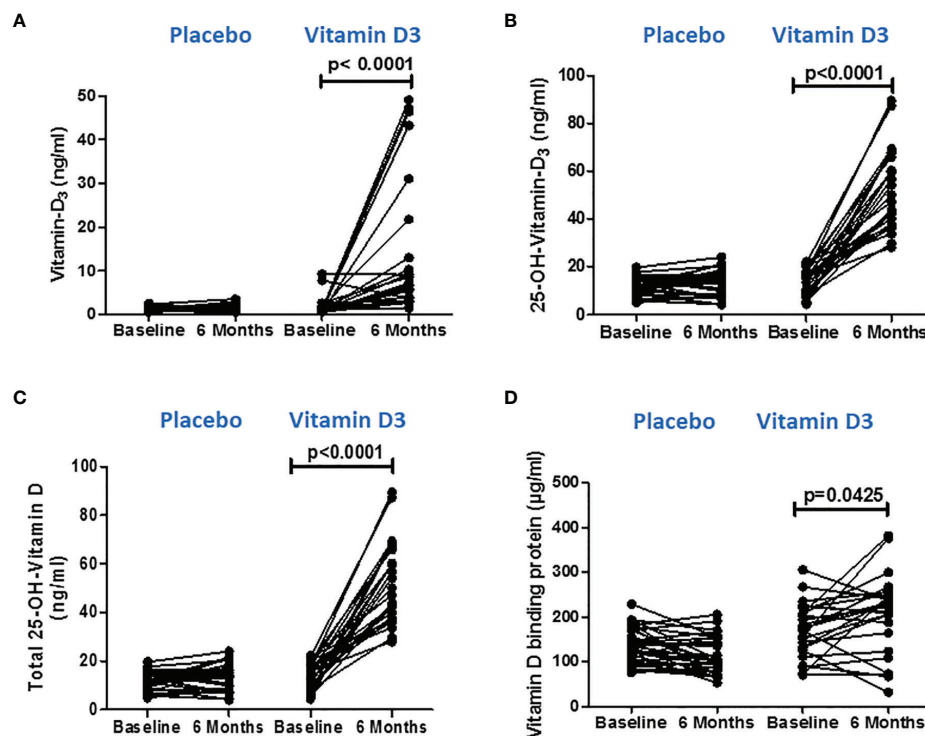 A
Placebo Vitamin D3
p< 0.0001
Vitamin-D3 (ng/ml)
50
40
30
20
10
0
Baseline 6 Months Baseline 6 Months
B
Placebo Vitamin D3
p<0.0001
25-OH-Vitamin-D3 (ng/ml)
100
80
60
40
20
0
Baseline 6 Months Baseline 6 Months
C
Placebo Vitamin D3
p<0.0001
Total 25-OH-Vitamin D
(ng/ml)
100
80
60
40
20
0
Baseline 6 Months Baseline 6 Months
D
Placebo Vitamin D3
p=0.0425
Vitamin D binding protein (µg/ml)
500
400
300
200
100
0
Baseline 6 Months Baseline 6 Months